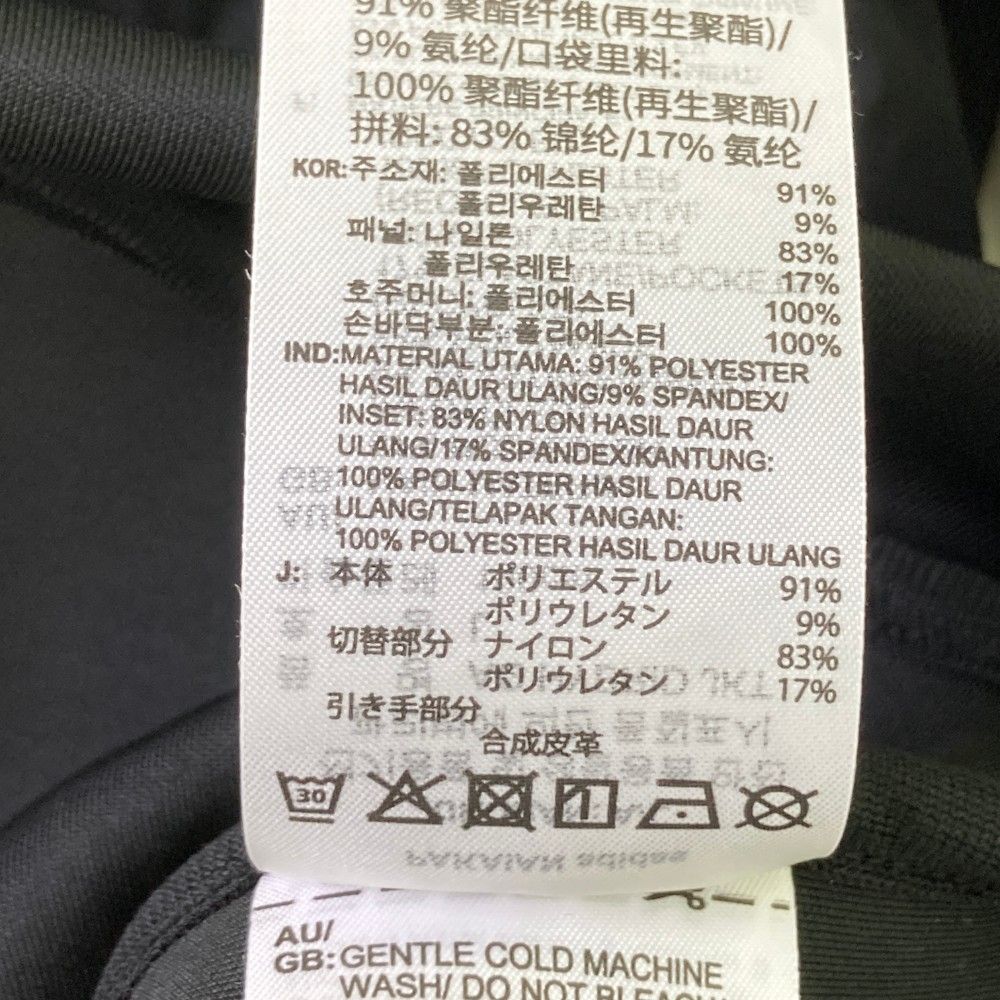 91% 聚酯纤维(再生聚酯)/
9% 氨纶/口袋里料:
100% 聚酯纤维(再生聚酯)/
拼料: 83% 锦纶/17% 氨纶
KOR:주소재: 폴리에스터 91%
폴리우레탄 9%
패널: 나일론 83%
폴리우레탄 17%
호주머니: 폴리에스터 100%
손바닥부분: 폴리에스터 100%
IND:MATERIAL UTAMA: 91% POLYESTER
HASIL DAUR ULANG/9% SPANDEX/
INSET: 83% NYLON HASIL DAUR
ULANG/17% SPANDEX/KANTUNG:
100% POLYESTER HASIL DAUR
ULANG/TELAPAK TANGAN:
100% POLYESTER HASIL DAUR ULANG
J: 本体 ポリエステル 91%
ポリウレタン 9%
切替部分 ナイロン 83%
ポリウレタン 17%
引き手部分
合成皮革
30
PAKAIAN adidas
AU/
GB:GENTLE COLD MACHINE
WASH/ DO NOT BLEACH/